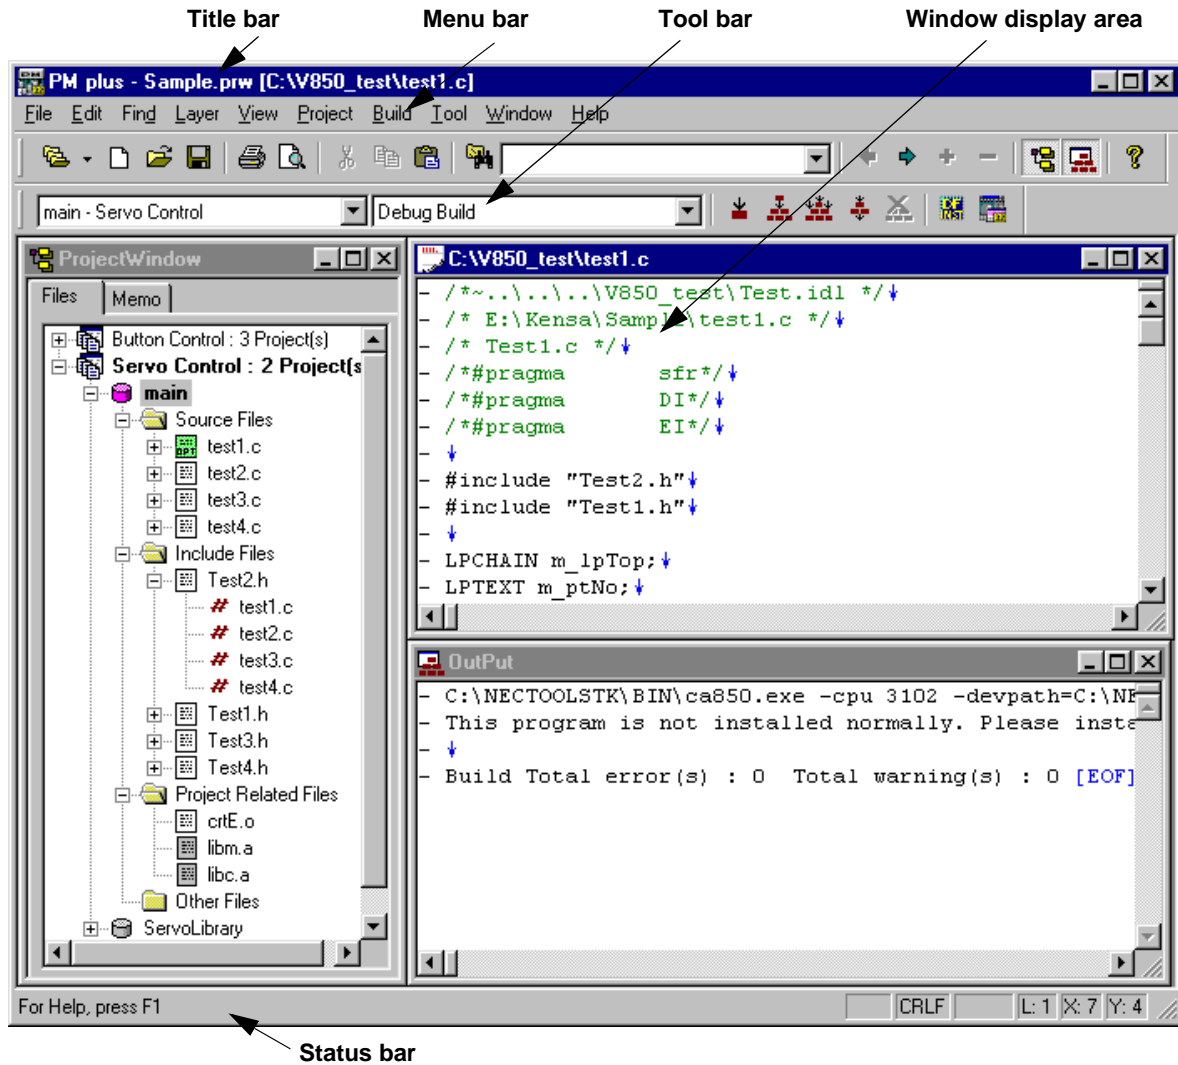 Title bar Menu bar Tool bar Window display area
PM plus - Sample.prw [C:\V850_test\test1.c]
File Edit Find Layer View Project Build Tool Window Help
main - Servo Control Debug Build
ProjectWindow
Files Memo
Button Control : 3 Project(s)
Servo Control : 2 Project(s
main
Source Files
test1.c
test2.c
test3.c
test4.c
Include Files
Test2.h
# test1.c
# test2.c
# test3.c
# test4.c
Test1.h
Test3.h
Test4.h
Project Related Files
crtE.o
libm.a
libc.a
Other Files
ServoLibrary
C:\V850_test\test1.c
/*~..\..\..\V850_test\Test.idl */
/* E:\Kensa\Sample\test1.c */
/* Test1.c */
/*#pragma sfr*/
/*#pragma DI*/
/*#pragma EI*/
#include "Test2.h"
#include "Test1.h"
LPCHAIN m_lpTop;
LPTEXT m_ptNo;
OutPut
C:\NECTOOLSTK\BIN\ca850.exe -cpu 3102 -devpath=C:\NE
This program is not installed normally. Please insta
Build Total error(s) : 0 Total warning(s) : 0 [EOF]
For Help, press F1 CRLF L: 1 X: 7 Y: 4
Status bar